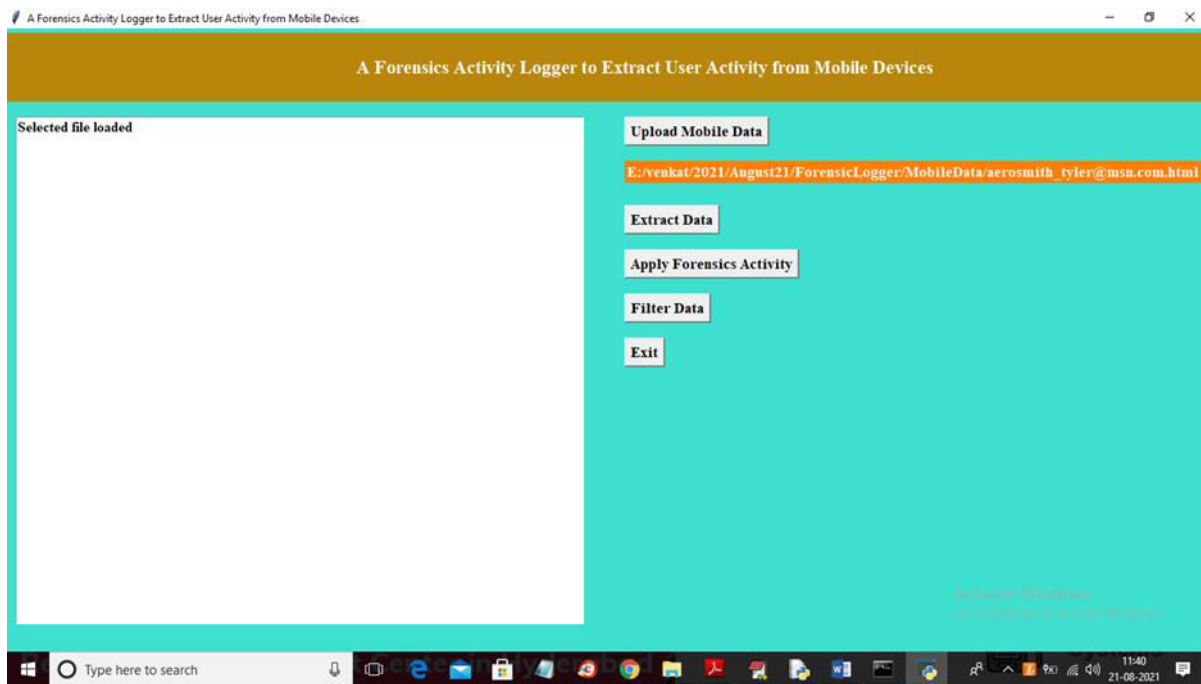 A Forensics Activity Logger to Extract User Activity from Mobile Devices
A Forensics Activity Logger to Extract User Activity from Mobile Devices
Selected file loaded
Upload Mobile Data
E:/venkat/2021/August21/ForensicLogger/MobileData/aerosmith_tyler@msn.com.html
Extract Data
Apply Forensics Activity
Filter Data
Exit
Type here to search
11:40
21-08-2021